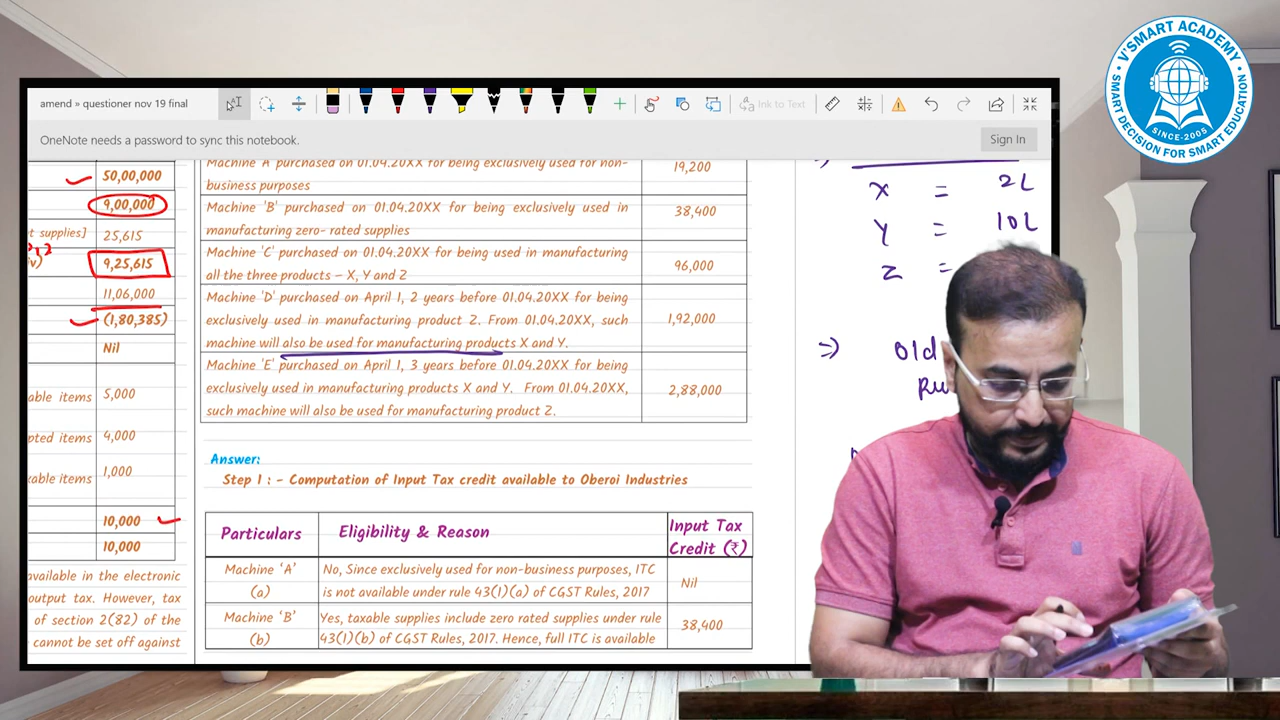 amend » questioner nov 19 final
Ink to Text
OneNote needs a password to sync this notebook.
Sign In
50,00,000
9,00,000
t supplies]
25,615
iv)
9,25,615
11,06,000
(1,80,385)
Nil
able items
5,000
pted items
4,000
able items
1,000
10,000
10,000
available in the electronic
output tax. However, tax
of section 2(82) of the
cannot be set off against
Machine 'A' purchased on 01.04.20XX for being exclusively used for non-
business purposes
19,200
Machine 'B' purchased on 01.04.20XX for being exclusively used in
manufacturing zero- rated supplies
38,400
Machine 'C' purchased on 01.04.20XX for being used in manufacturing
all the three products – X, Y and Z
96,000
Machine 'D' purchased on April 1, 2 years before 01.04.20XX for being
exclusively used in manufacturing product Z. From 01.04.20XX, such
machine will also be used for manufacturing products X and Y.
1,92,000
Machine 'E' purchased on April 1, 3 years before 01.04.20XX for being
exclusively used in manufacturing products X and Y. From 01.04.20XX,
such machine will also be used for manufacturing product Z.
2,88,000
Answer:
Step 1 : - Computation of Input Tax credit available to Oberoi Industries
Particulars
Eligibility & Reason
Input Tax
Credit (₹)
Machine 'A'
(a)
No, Since exclusively used for non-business purposes, ITC
is not available under rule 43(1)(a) of CGST Rules, 2017
Nil
Machine 'B'
(b)
Yes, taxable supplies include zero rated supplies under rule
43(1)(b) of CGST Rules, 2017. Hence, full ITC is available
38,400
X = 2L
Y = 10L
Z =
⇒) Old
V'SMART ACADEMY
SINCE-2005
SMART DECISION FOR SMART EDUCATION